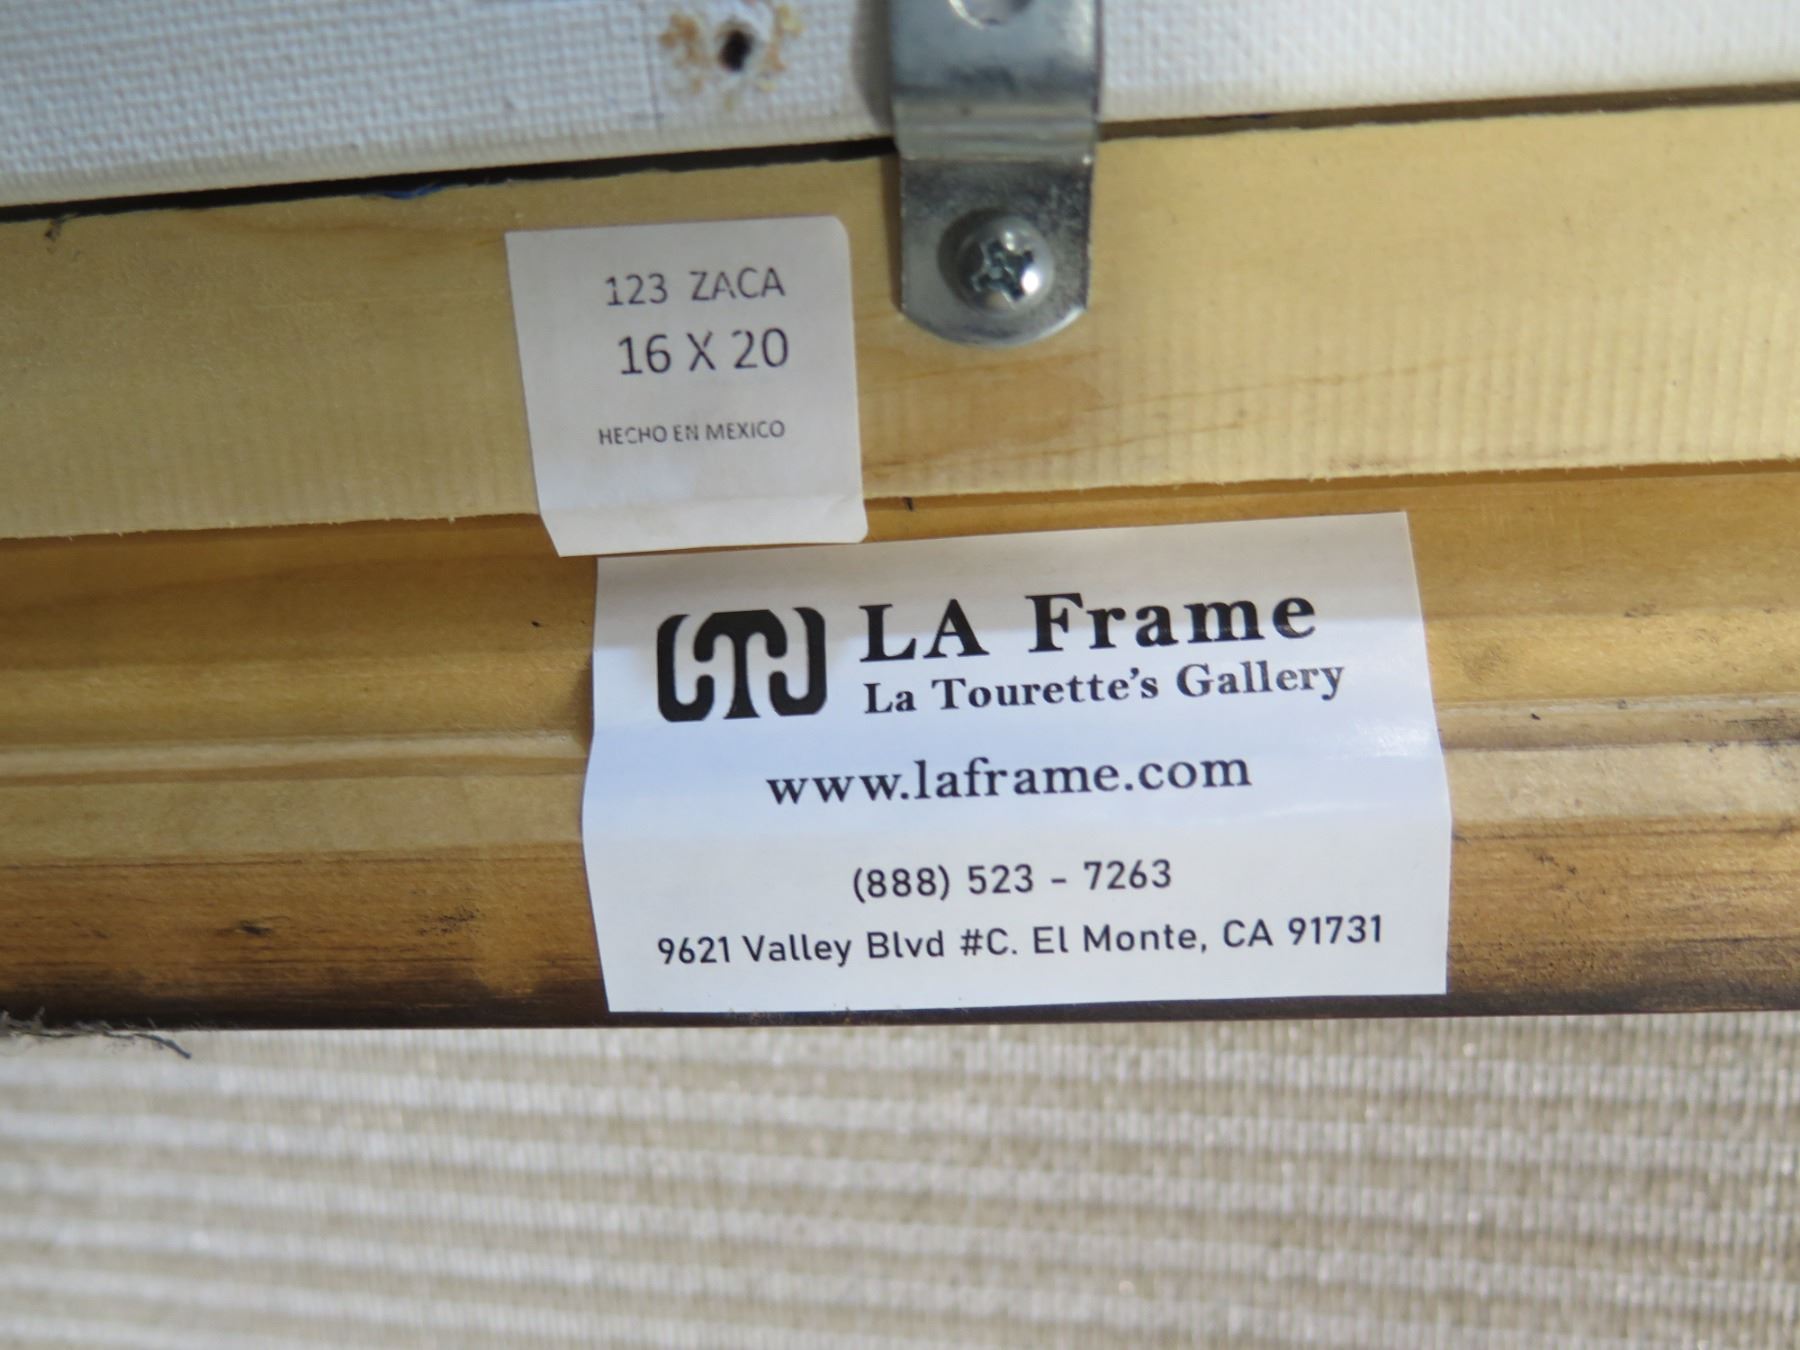 123 ZACA
16 X 20
HECHO EN MEXICO
LA Frame
La Tourette's Gallery
www.laframe.com
(888) 523 - 7263
9621 Valley Blvd #C. El Monte, CA 91731